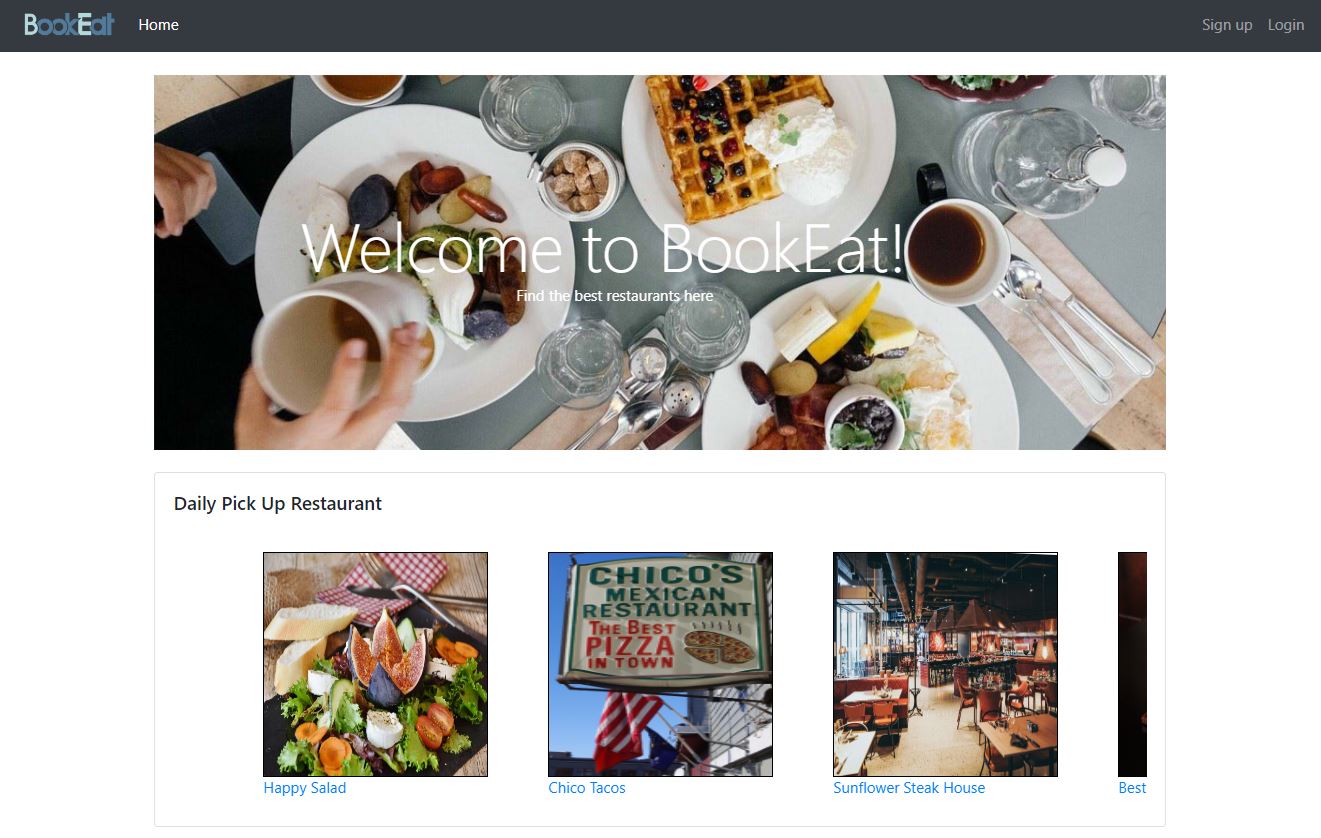 BookEat
Home
Sign up
Login
Welcome to BookEat!
Find the best restaurants here
Daily Pick Up Restaurant
CHICO'S
MEXICAN
RESTAURANT
THE BEST
PIZZA
IN TOWN
Happy Salad
Chico Tacos
Sunflower Steak House
Best